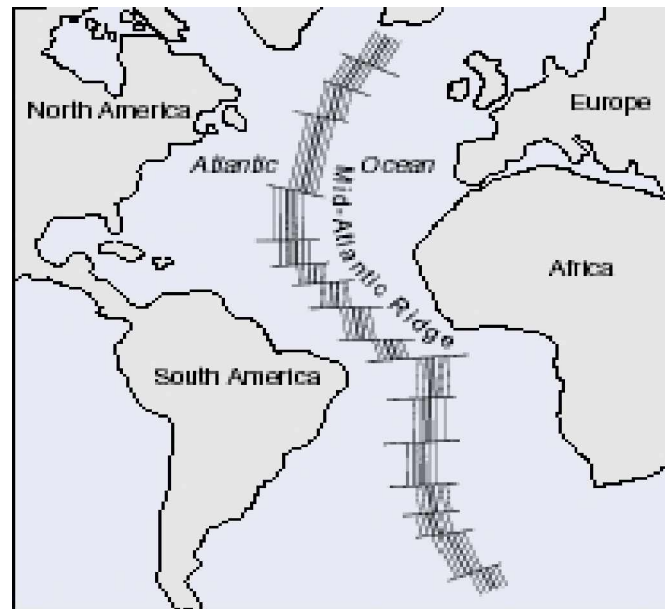 North America
Europe
Atlantic Ocean
Mid-Atlantic Ridge
Africa
South America